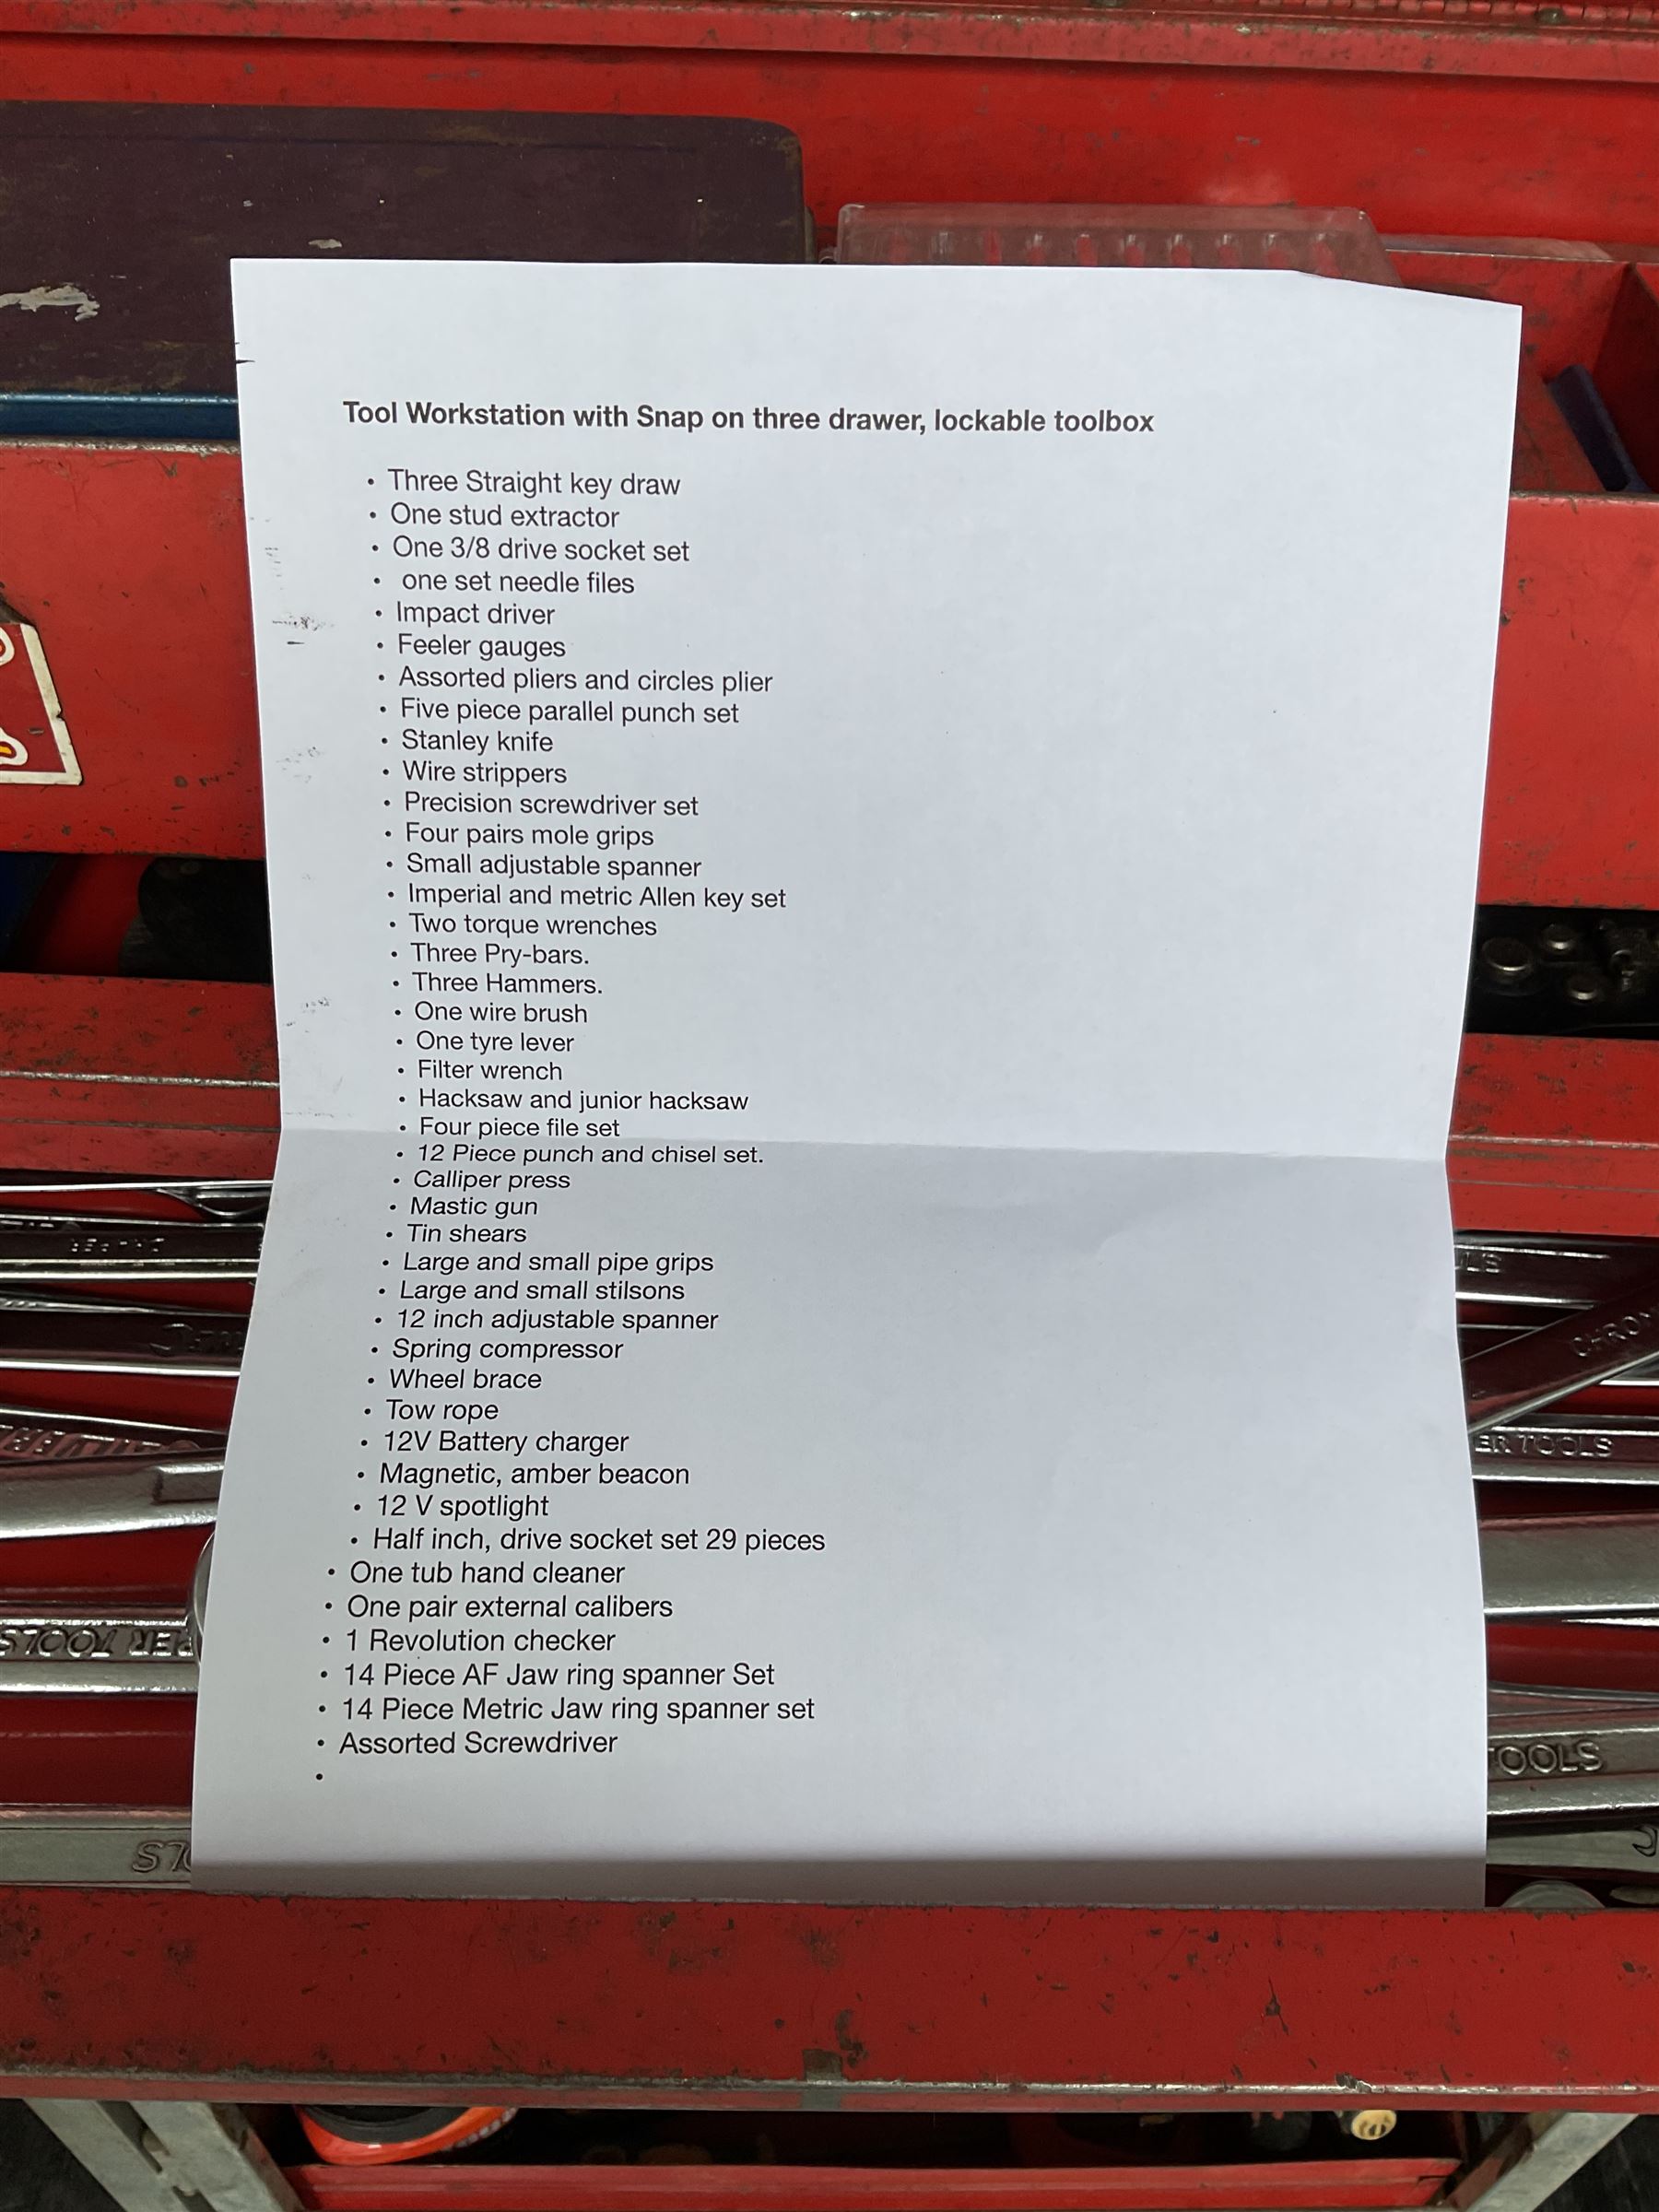 Tool Workstation with Snap on three drawer, lockable toolbox
• Three Straight key draw
• One stud extractor
• One 3/8 drive socket set
• one set needle files
• Impact driver
• Feeler gauges
• Assorted pliers and circles plier
• Five piece parallel punch set
• Stanley knife
• Wire strippers
• Precision screwdriver set
• Four pairs mole grips
• Small adjustable spanner
• Imperial and metric Allen key set
• Two torque wrenches
• Three Pry-bars.
• Three Hammers.
• One wire brush
• One tyre lever
• Filter wrench
• Hacksaw and junior hacksaw
• Four piece file set
• 12 Piece punch and chisel set.
• Calliper press
• Mastic gun
• Tin shears
• Large and small pipe grips
• Large and small stilsons
• 12 inch adjustable spanner
• Spring compressor
• Wheel brace
• Tow rope
• 12V Battery charger
• Magnetic, amber beacon
• 12 V spotlight
• Half inch, drive socket set 29 pieces
• One tub hand cleaner
• One pair external calibers
• 1 Revolution checker
• 14 Piece AF Jaw ring spanner Set
• 14 Piece Metric Jaw ring spanner set
• Assorted Screwdriver
•
CHROM
ER TOOLS
PER TOOLS
TOOLS